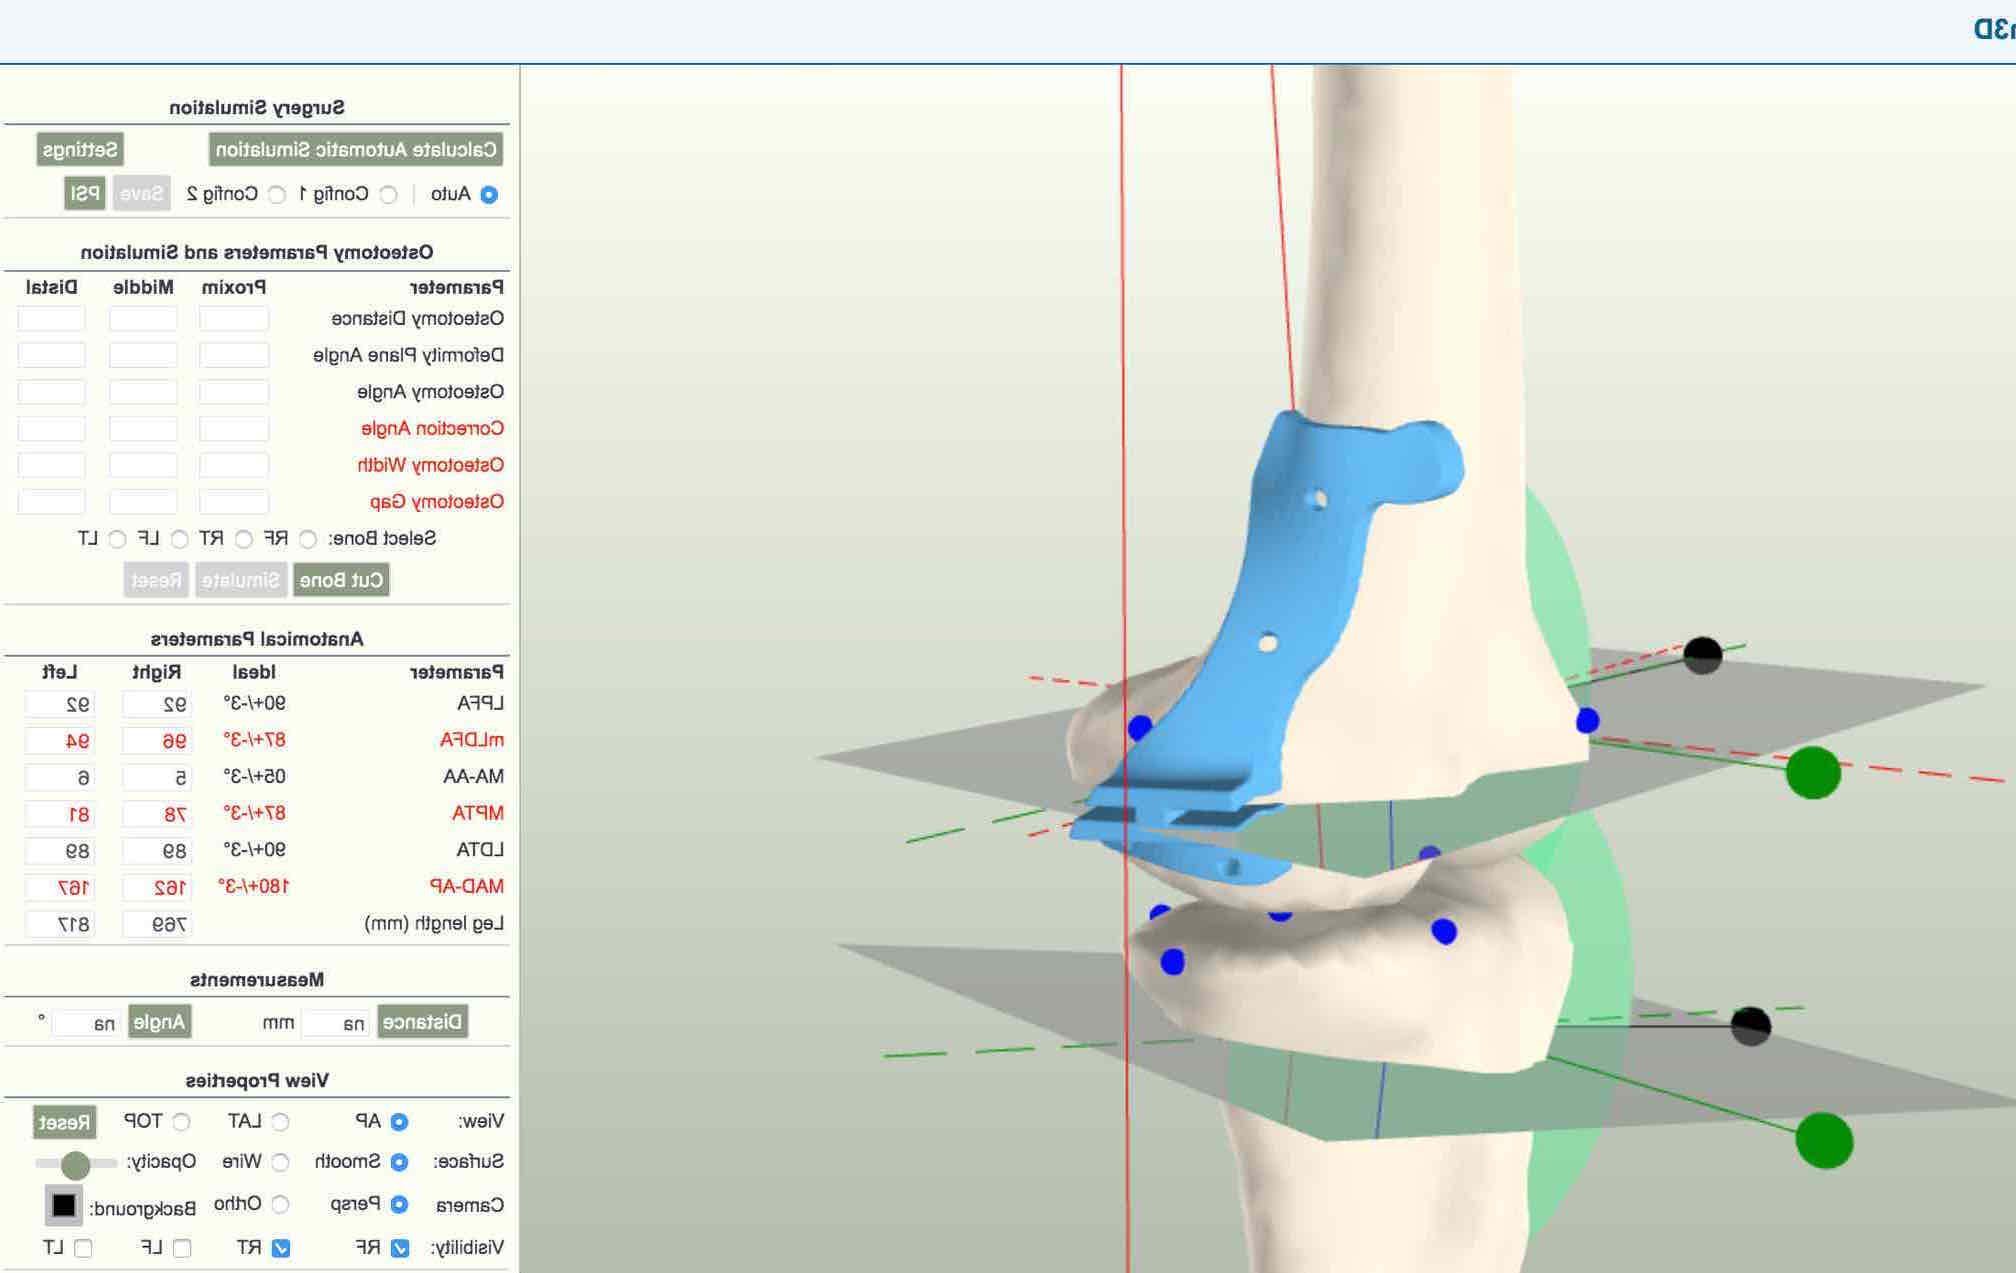 n3D
Surgery Simulation
Calculate Automatic Simulation Settings
Auto | Config 1 Config 2 Save PSI
Osteotomy Parameters and Simulation
Parameter Proxim Middle Distal
Osteotomy Distance
Deformity Plane Angle
Osteotomy Angle
Correction Angle
Osteotomy Width
Osteotomy Gap
Select Bone: RF RT LF LT
Cut Bone Simulate Reset
Anatomical Parameters
Parameter Ideal Right Left
LPFA 90+/-3° 92 92
mLDFA 87+/-3° 96 94
MA-AA 05+/-3° 5 6
MPTA 87+/-3° 78 81
LDTA 90+/-3° 89 89
MAD-AP 180+/-3° 162 167
Leg length (mm) 769 817
Measurements
Distance na mm Angle na °
View Properties
View: AP LAT TOP Reset
Surface: Smooth Wire Opacity:
Camera Persp Ortho Background:
Visibility: RF RT LF LT